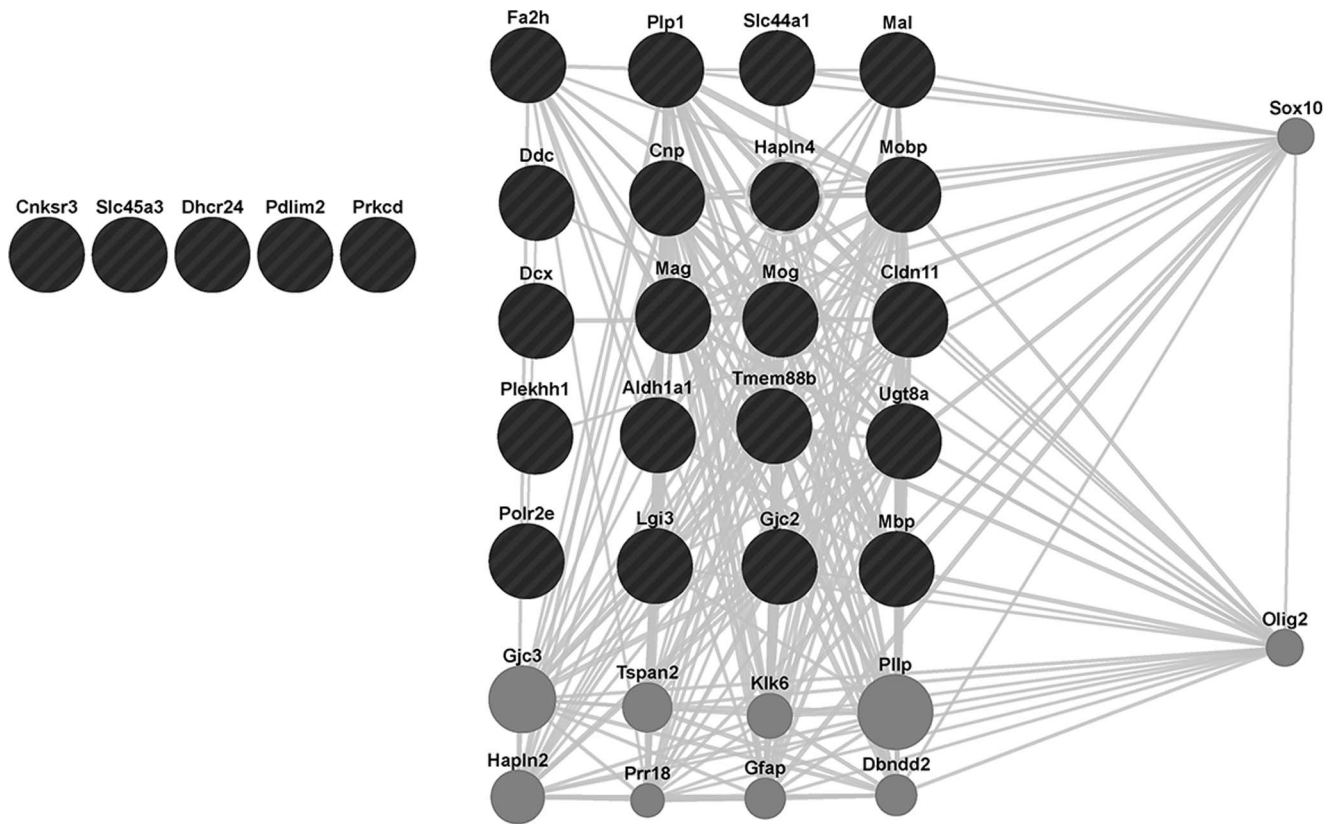 Fa2h Plp1 Slc44a1 Mal
Sox10
Ddc Cnp Hapln4 Mobp
Cnksr3 Slc45a3 Dhcr24 Pdlim2 Prkcd
Dcx Mag Mog Cldn11
Plekhh1 Aldh1a1 Tmem88b Ugt8a
Polr2e Lgi3 Gjc2 Mbp
Olig2
Gjc3 Tspan2 Klk6 Pllp
Hapln2 Prr18 Gfap Dbndd2